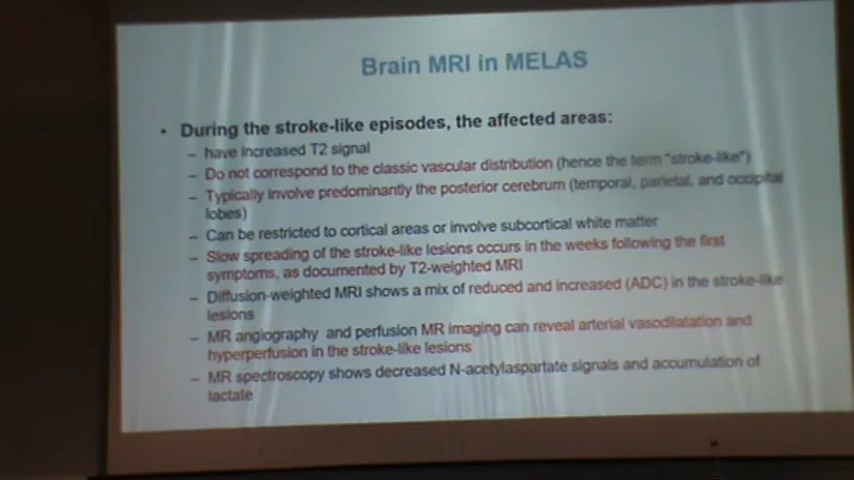 Brain MRI in MELAS
• During the stroke-like episodes, the affected areas:
– have increased T2 signal
– Do not correspond to the classic vascular distribution (hence the term "stroke-like")
– Typically involve predominantly the posterior cerebrum (temporal, parietal, and occipital
lobes)
– Can be restricted to cortical areas or involve subcortical white matter
– Slow spreading of the stroke-like lesions occurs in the weeks following the first
symptoms, as documented by T2-weighted MRI
– Diffusion-weighted MRI shows a mix of reduced and increased (ADC) in the stroke-like
lesions
– MR angiography and perfusion MR imaging can reveal arterial vasodilatation and
hyperperfusion in the stroke-like lesions
– MR spectroscopy shows decreased N-acetylaspartate signals and accumulation of
lactate